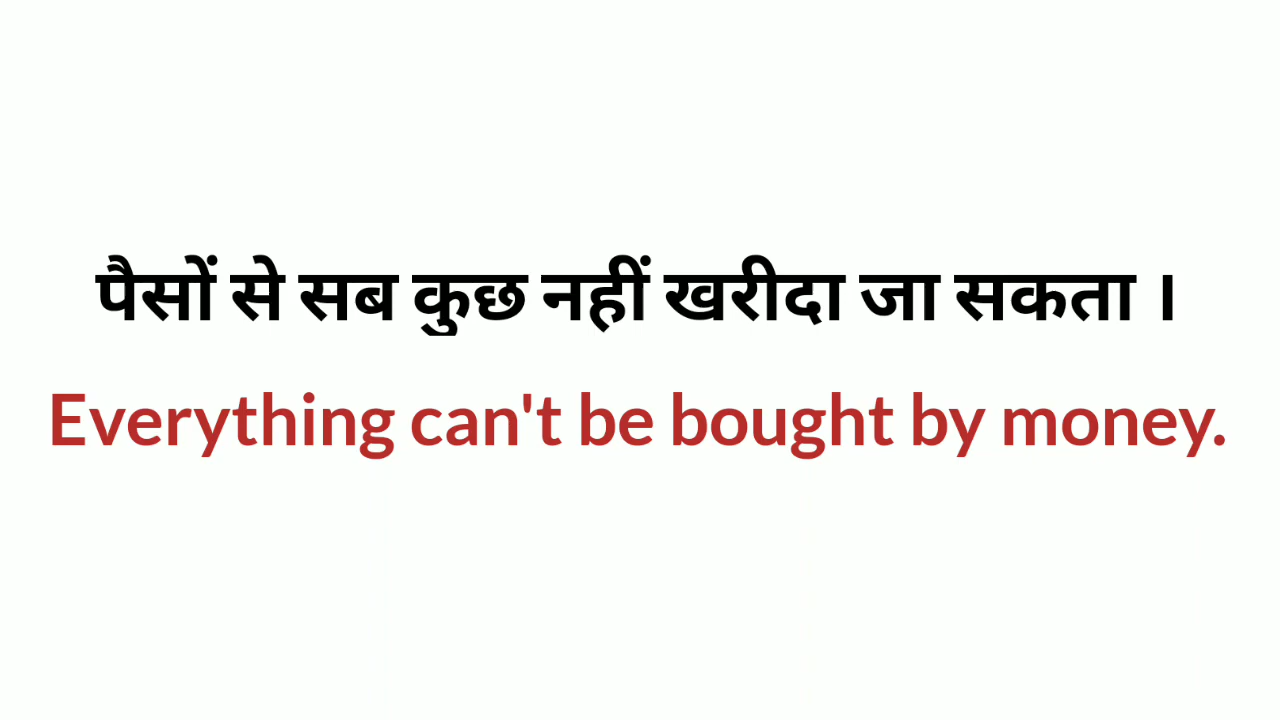 पैसों से सब कुछ नहीं खरीदा जा सकता ।
Everything can't be bought by money.